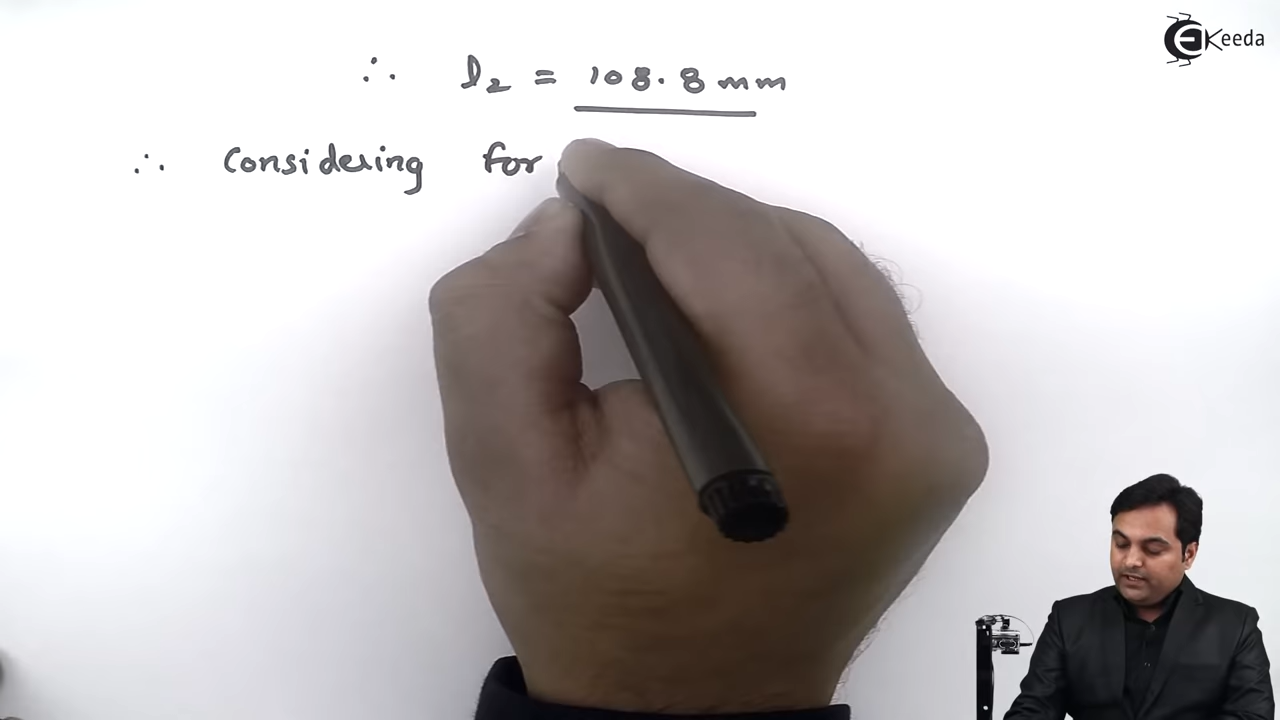 EKeeda
∴ l₂ = 108.8 mm
∴ Considering for